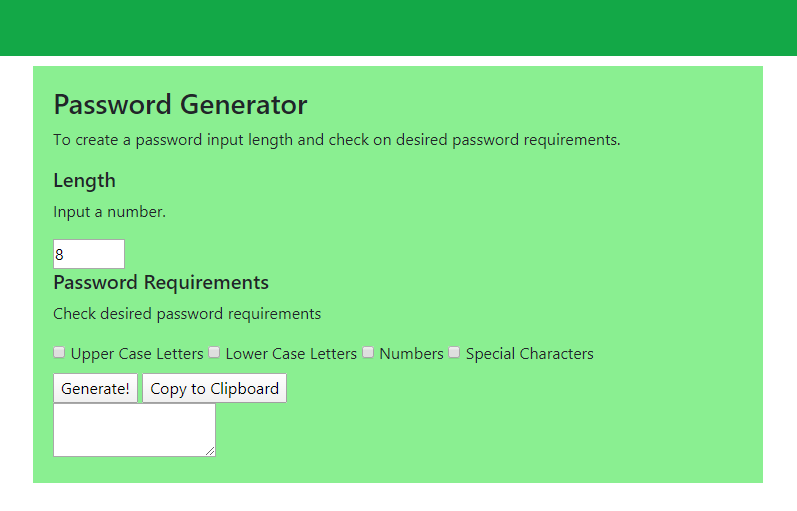 Password Generator
To create a password input length and check on desired password requirements.
Length
Input a number.
8
Password Requirements
Check desired password requirements
Upper Case Letters Lower Case Letters Numbers Special Characters
Generate! Copy to Clipboard